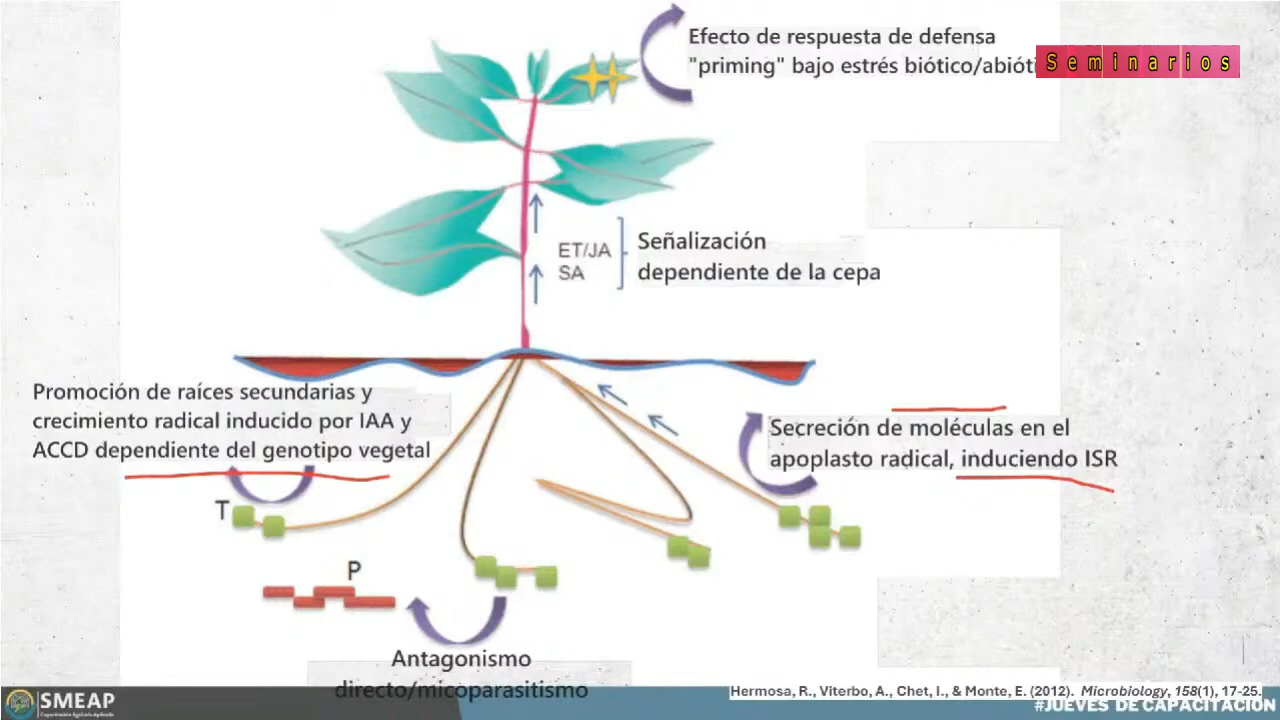 Efecto de respuesta de defensa
"priming" bajo estrés biótico/abióti
Seminarios
ET/JA
SA
Señalización
dependiente de la cepa
Promoción de raíces secundarias y
crecimiento radical inducido por IAA y
ACCD dependiente del genotipo vegetal
Secreción de moléculas en el
apoplasto radical, induciendo ISR
T
P
Antagonismo
directo/micoparasitismo
Hermosa, R., Viterbo, A., Chet, I., & Monte, E. (2012). Microbiology, 158(1), 17-25.
SMEAP
Capacitación Agrícola Aplicada
#JUEVES DE CAPACITACIÓN